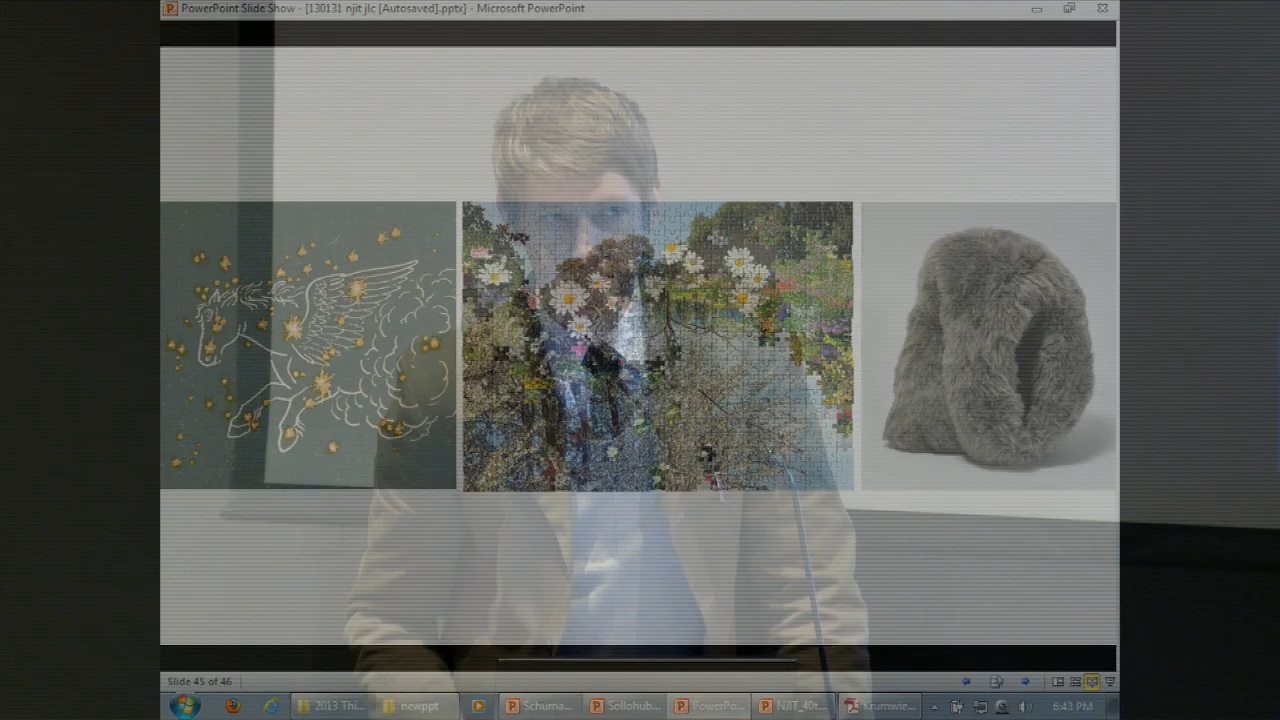 PowerPoint Slide Show - [130131 njit jlc [Autosaved].pptx] - Microsoft PowerPoint
Slide 45 of 46
2013 Thi... newppt Schuma... Sollohub... PowerPo... NJIT_40t... Krumwie... 6:43 PM